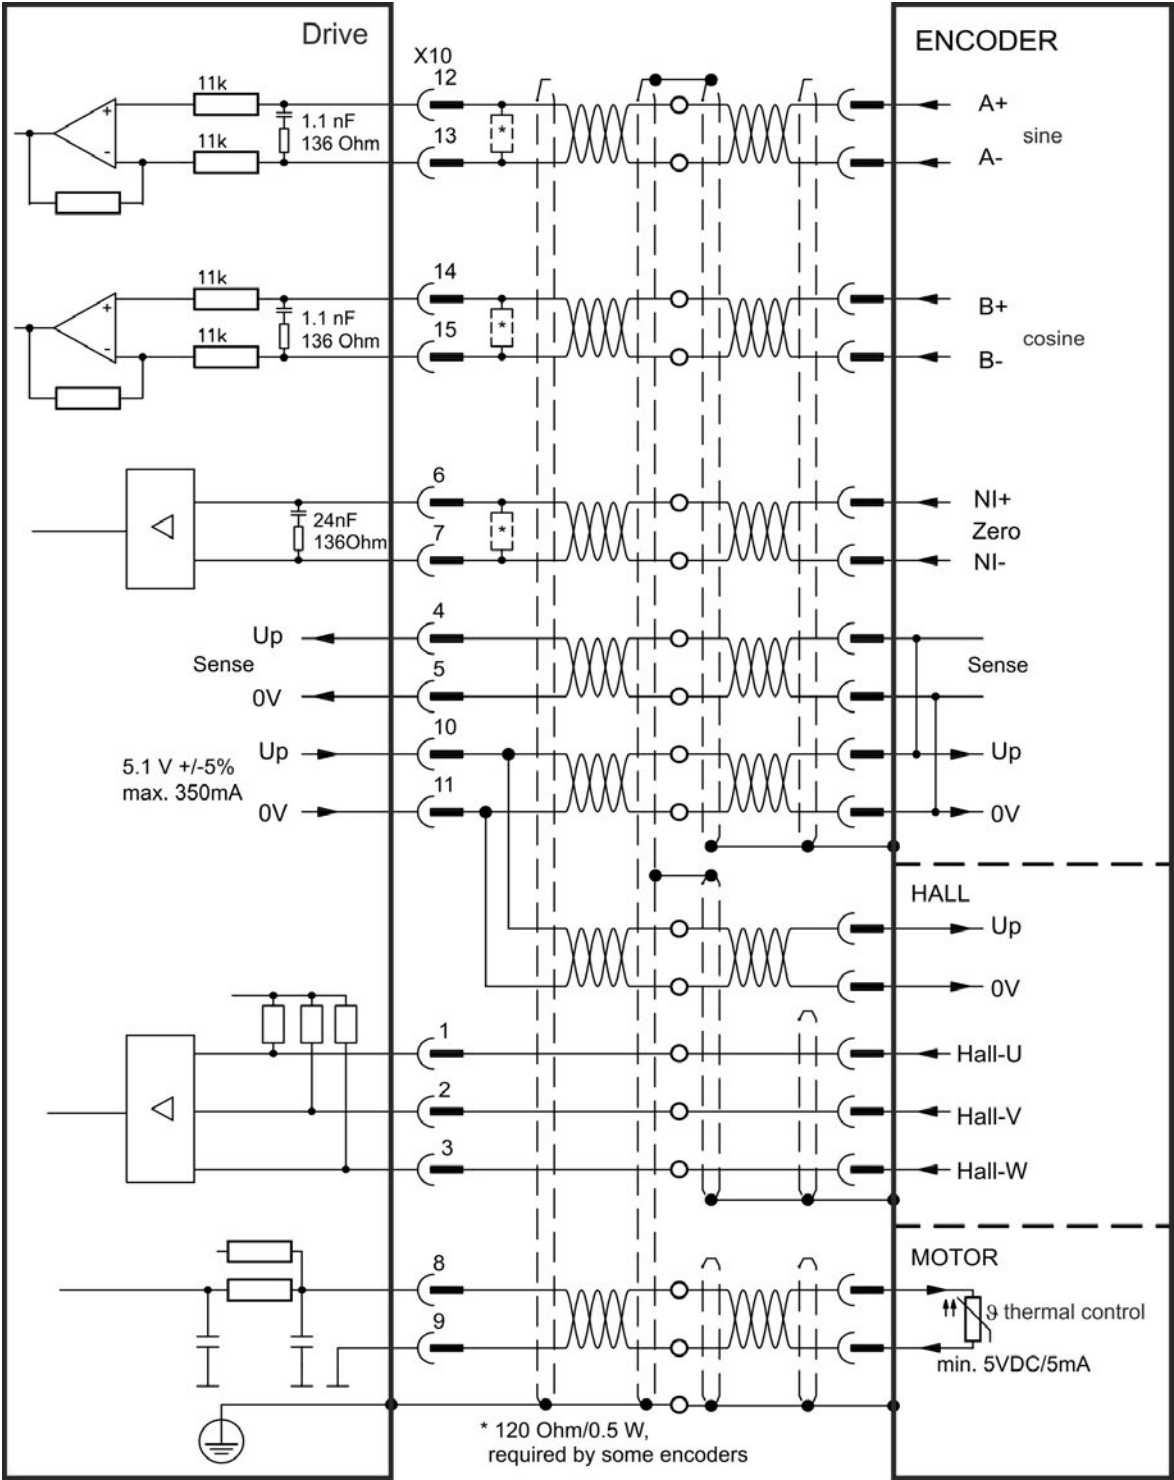 Drive
X10
ENCODER
11k
12
A+
1.1 nF
136 Ohm
*
sine
11k
13
A-
11k
14
B+
1.1 nF
136 Ohm
*
cosine
11k
15
B-
6
NI+
24nF
136Ohm
*
Zero
7
NI-
4
Up
Sense
Sense
5
0V
10
Up
Up
5.1 V +/-5%
max. 350mA
11
0V
0V
HALL
Up
0V
1
Hall-U
2
Hall-V
3
Hall-W
MOTOR
8
ϑ thermal control
9
min. 5VDC/5mA
* 120 Ohm/0.5 W,
required by some encoders